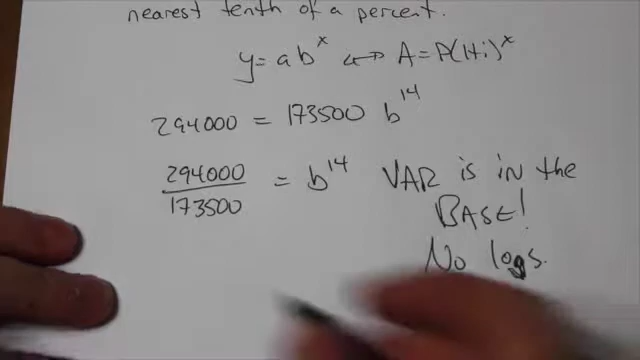 nearest tenth of a percent.
y = ab^x ↔ A = P(1+i)^x
294000 = 173500 b^14
294000/173500 = b^14 VAR is in the
BASE!
No logs.